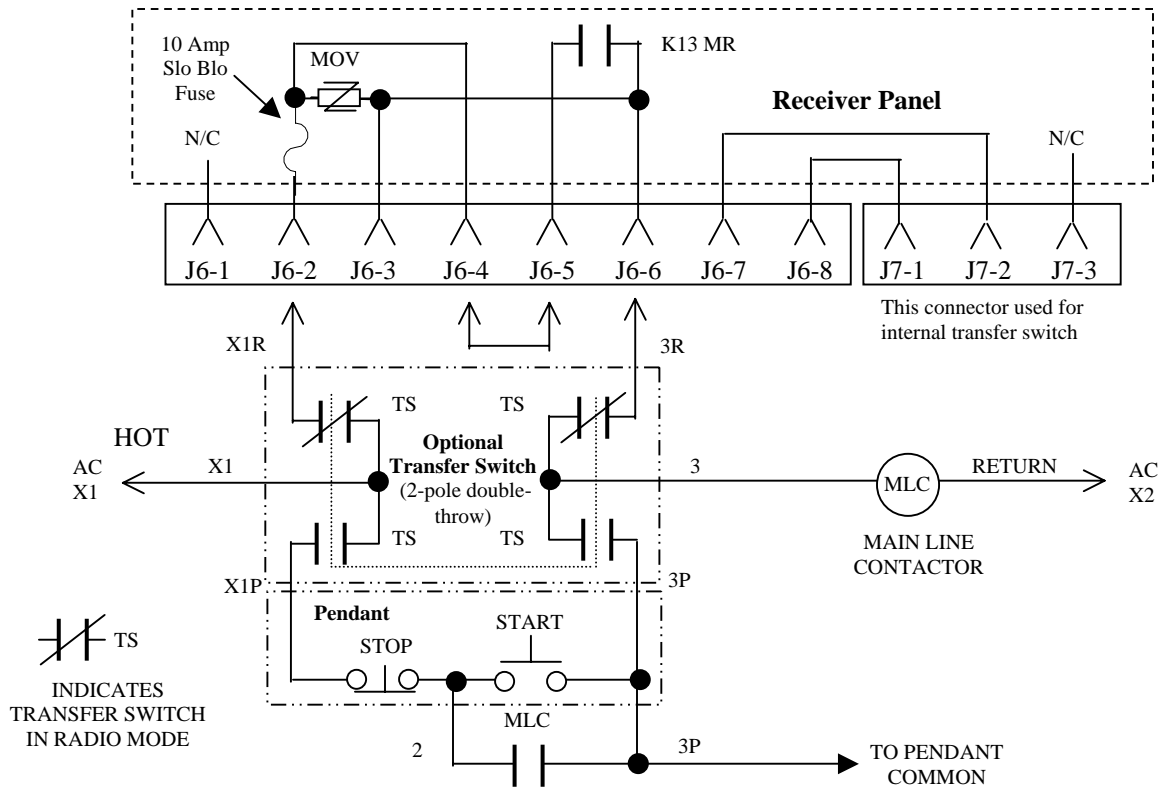 10 Amp
Slo Blo
Fuse
MOV
K13 MR
Receiver Panel
N/C
N/C
J6-1 J6-2 J6-3 J6-4 J6-5 J6-6 J6-7 J6-8 J7-1 J7-2 J7-3
This connector used for
internal transfer switch
X1R
3R
TS TS
HOT
Optional
Transfer Switch
(2-pole double-
throw)
AC
X1
X1
3
MLC
RETURN
AC
X2
TS TS
MAIN LINE
CONTACTOR
X1P
3P
Pendant
START
STOP
TS
INDICATES
TRANSFER SWITCH
IN RADIO MODE
MLC
2
3P
TO PENDANT
COMMON